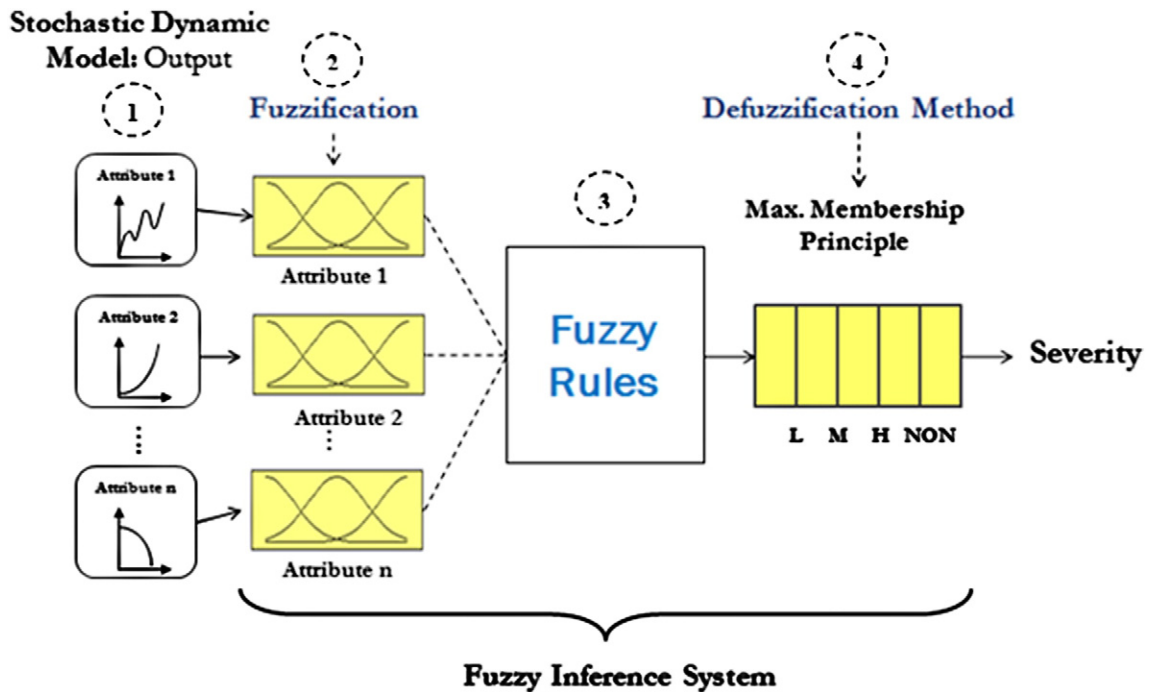 Stochastic Dynamic
Model: Output
1
2
Fuzzification
3
4
Defuzzification Method
Max. Membership
Principle
Attribute 1
Attribute 1
Attribute 2
Attribute 2
Attribute n
Attribute n
Fuzzy
Rules
L M H NON
Severity
Fuzzy Inference System